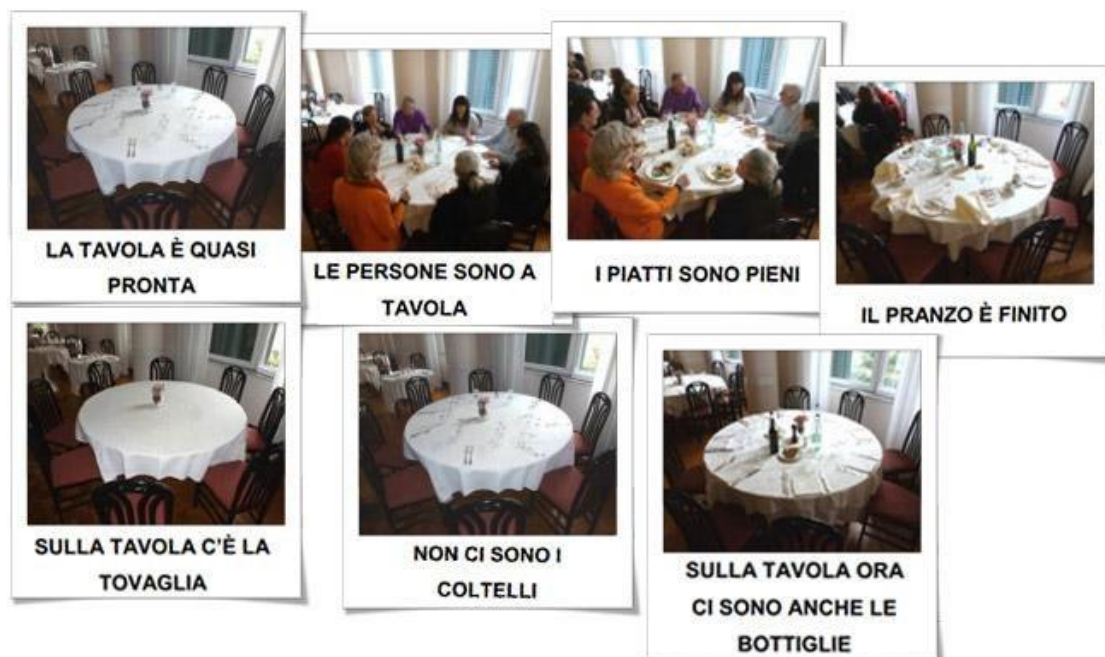 LA TAVOLA È QUASI
PRONTA
LE PERSONE SONO A
TAVOLA
I PIATTI SONO PIENI
IL PRANZO È FINITO
SULLA TAVOLA C'È LA
TOVAGLIA
NON CI SONO I
COLTELLI
SULLA TAVOLA ORA
CI SONO ANCHE LE
BOTTIGLIE